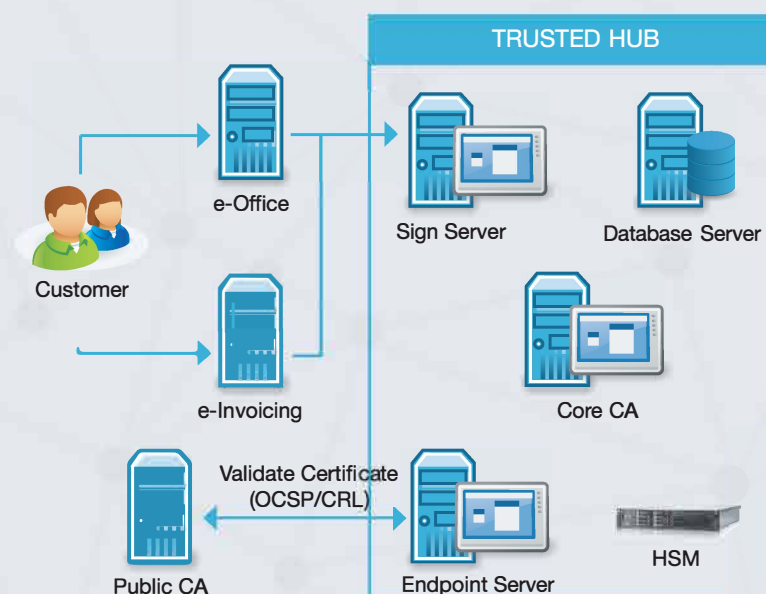 TRUSTED HUB
e-Office
Sign Server
Database Server
Customer
e-Invoicing
Core CA
Validate Certificate
(OCSP/CRL)
Public CA
Endpoint Server
HSM